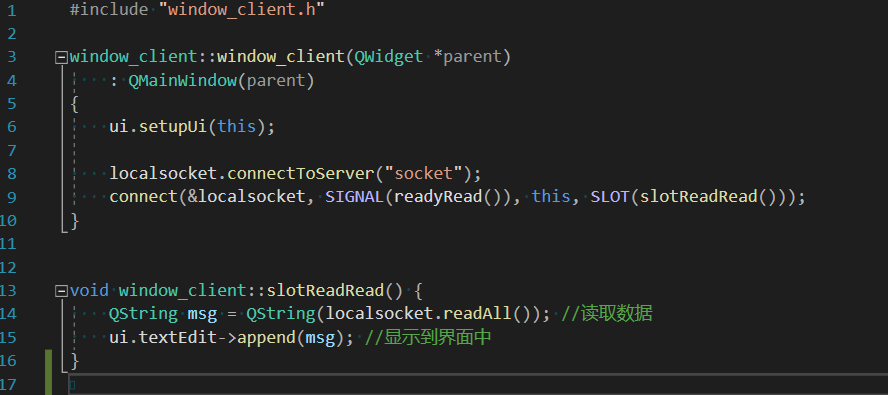 1 #include "window_client.h"
2
3 window_client::window_client(QWidget *parent)
4     : QMainWindow(parent)
5 {
6     ui.setupUi(this);
7
8     localsocket.connectToServer("socket");
9     connect(&localsocket, SIGNAL(readyRead()), this, SLOT(slotReadRead()));
10 }
11
12
13 void window_client::slotReadRead() {
14     QString msg = QString(localsocket.readAll()); //读取数据
15     ui.textEdit->append(msg); //显示到界面中
16 }
17